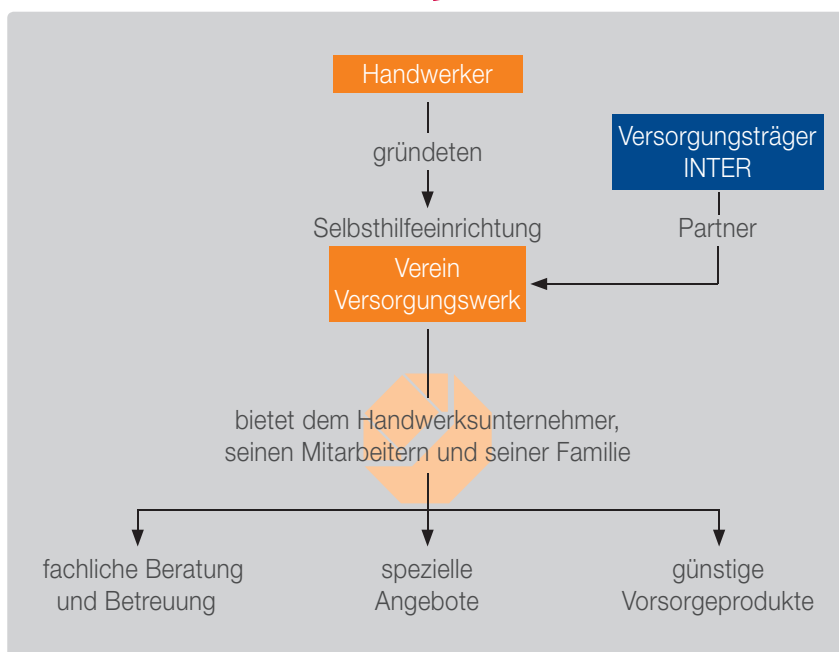 Handwerker
gründeten
Versorgungsträger
INTER
Selbsthilfeeinrichtung
Partner
Verein
Versorgungswerk
bietet dem Handwerksunternehmer,
seinen Mitarbeitern und seiner Familie
fachliche Beratung
und Betreuung
spezielle
Angebote
günstige
Vorsorgeprodukte